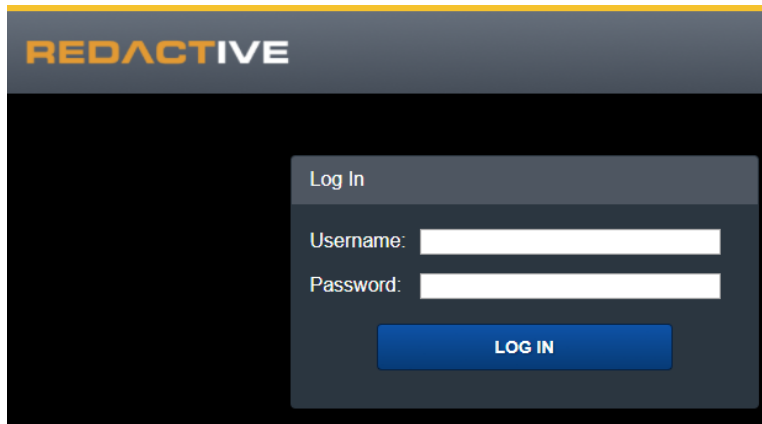 REDACTIVE
Log In
Username:
Password:
LOG IN